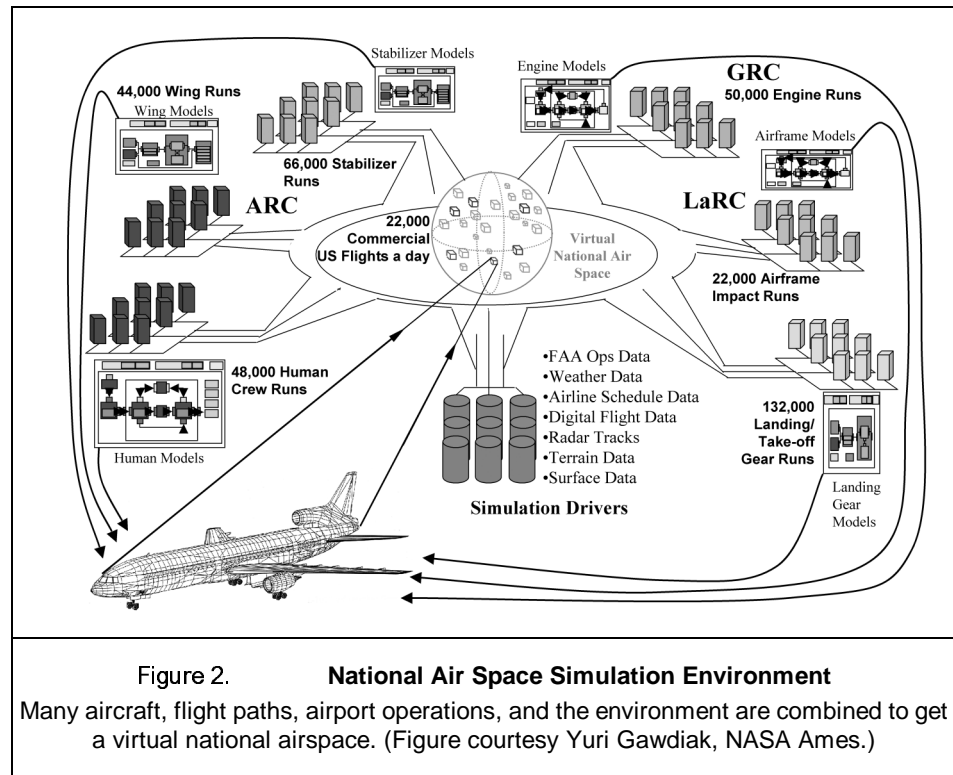 Stabilizer Models
44,000 Wing Runs
Wing Models
66,000 Stabilizer
Runs
Engine Models
GRC
50,000 Engine Runs
Airframe Models
ARC
22,000
Commercial
US Flights a day
Virtual
National Air
Space
LaRC
22,000 Airframe
Impact Runs
48,000 Human
Crew Runs
Human Models
•FAA Ops Data
•Weather Data
•Airline Schedule Data
•Digital Flight Data
•Radar Tracks
•Terrain Data
•Surface Data
Simulation Drivers
132,000
Landing/
Take-off
Gear Runs
Landing
Gear
Models
Figure 2. National Air Space Simulation Environment
Many aircraft, flight paths, airport operations, and the environment are combined to get
a virtual national airspace. (Figure courtesy Yuri Gawdiak, NASA Ames.)